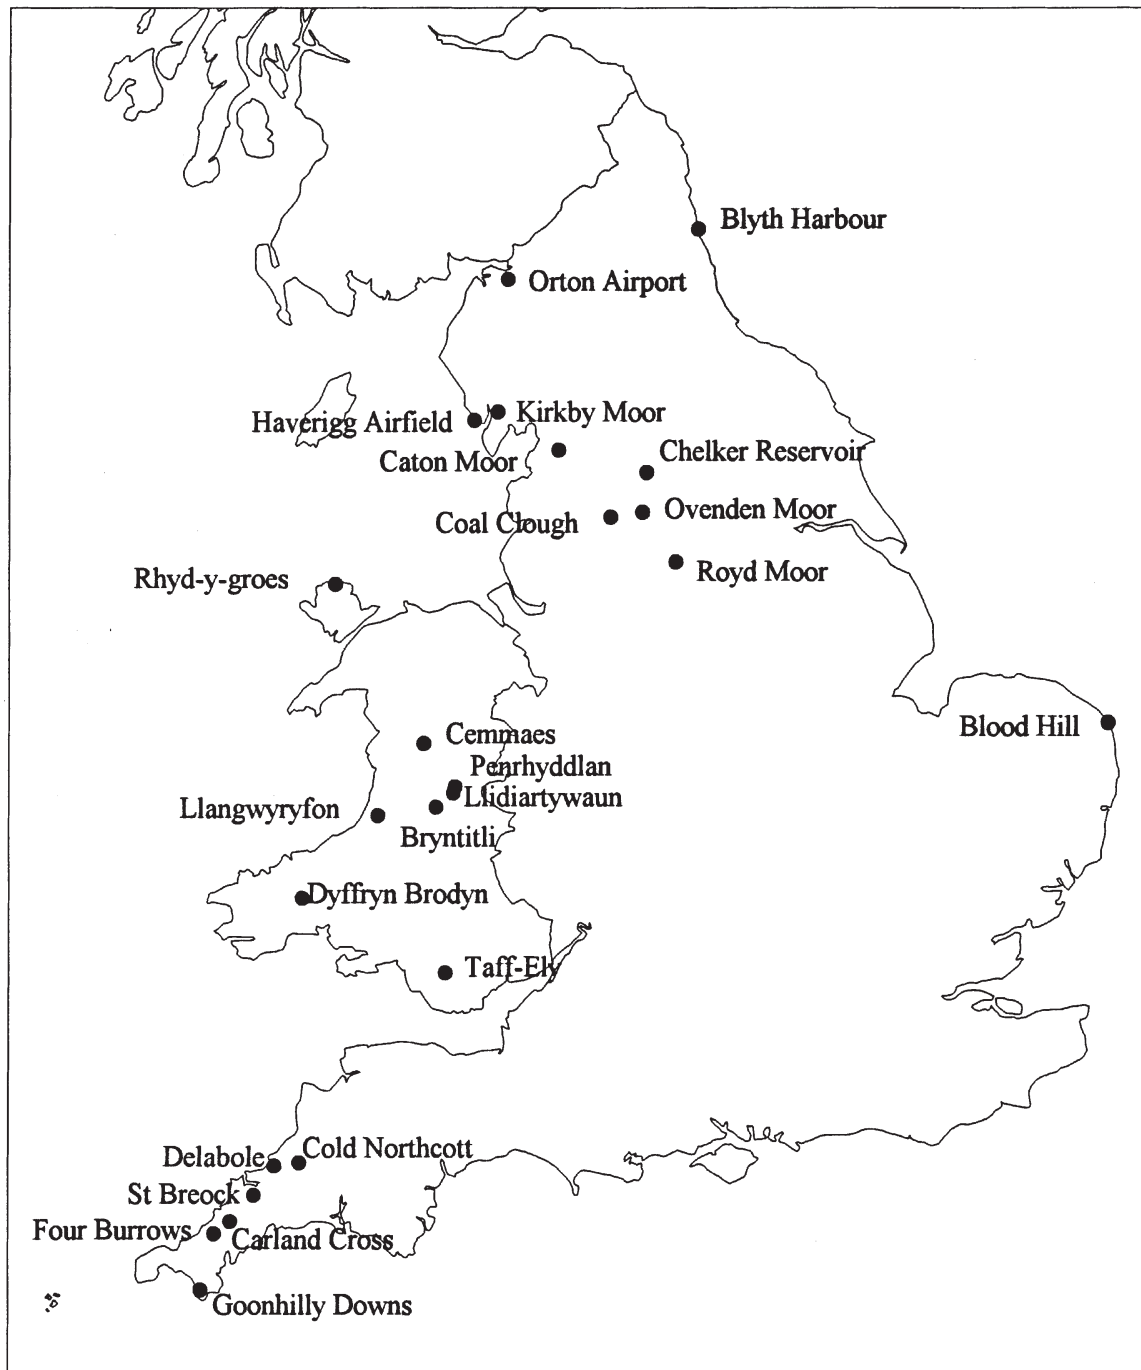 Blyth Harbour
Orton Airport
Kirkby Moor
Haverigg Airfield
Caton Moor
Chelker Reservoir
Ovenden Moor
Coal Clough
Royd Moor
Rhyd-y-groes
Blood Hill
Cemmaes
Penrhyddlan
Llidiartywaun
Llangwyryfon
Bryntitli
Dyffryn Brodyn
Taff-Ely
Cold Northcott
Delabole
St Breock
Four Burrows
Carland Cross
Goonhilly Downs